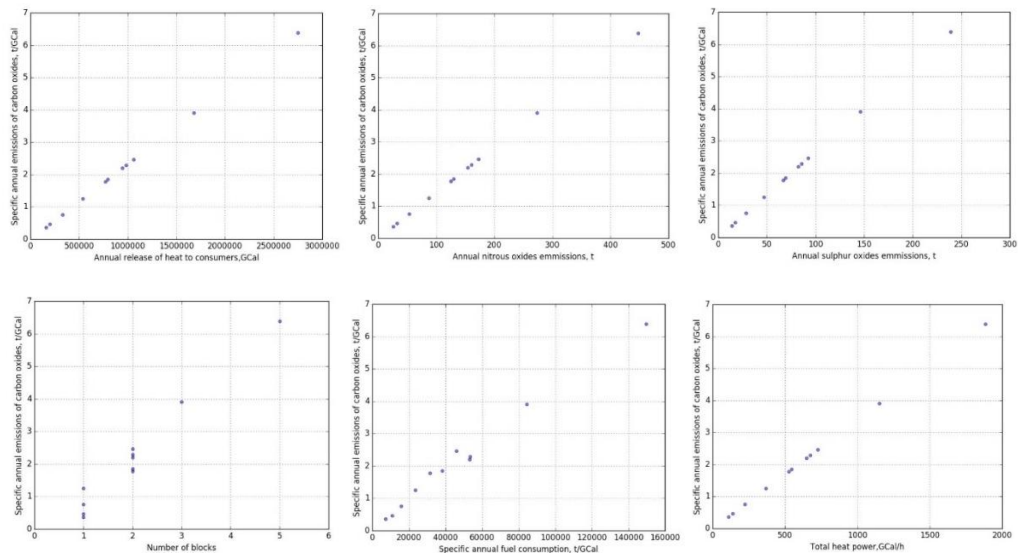 Specific annual emissions of carbon oxides, t/GCal
7
6
5
4
3
2
1
0
0 500000 1000000 1500000 2000000 2500000 3000000
Annual release of heat to consumers,GCal
Specific annual emissions of carbon oxides, t/GCal
7
6
5
4
3
2
1
0
0 100 200 300 400 500
Annual nitrous oxides emmissions, t
Specific annual emissions of carbon oxides, t/GCal
7
6
5
4
3
2
1
0
0 50 100 150 200 250 300
Annual sulphur oxides emmissions, t
Specific annual emissions of carbon oxides, t/GCal
7
6
5
4
3
2
1
0
0 1 2 3 4 5 6
Number of blocks
Specific annual emissions of carbon oxides, t/GCal
7
6
5
4
3
2
1
0
0 20000 40000 60000 80000 100000 120000 140000 160000
Specific annual fuel consumption, t/GCal
Specific annual emissions of carbon oxides, t/GCal
7
6
5
4
3
2
1
0
0 500 1000 1500 2000
Total heat power,GCal/h